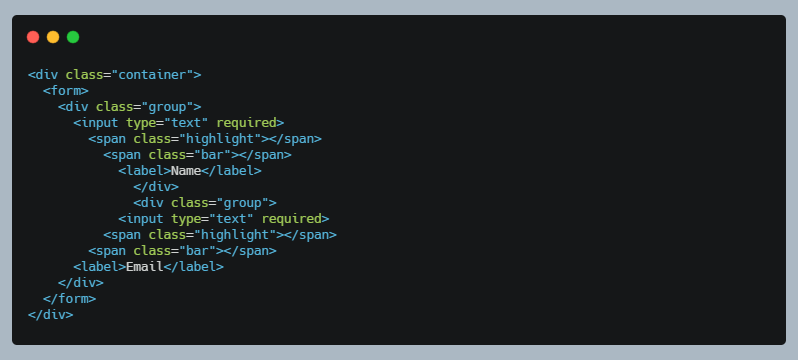 <div class="container">
  <form>
    <div class="group">
      <input type="text" required>
        <span class="highlight"></span>
          <span class="bar"></span>
            <label>Name</label>
              </div>
              <div class="group">
            <input type="text" required>
          <span class="highlight"></span>
        <span class="bar"></span>
      <label>Email</label>
    </div>
  </form>
</div>